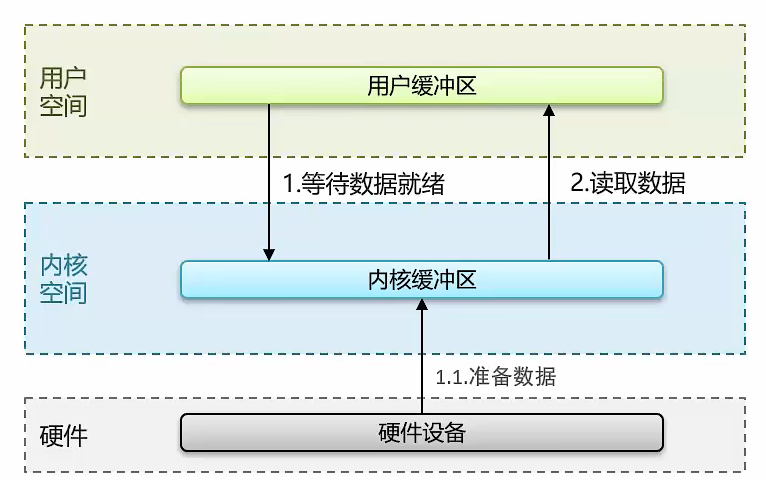 用户
空间
用户缓冲区
1.等待数据就绪
2.读取数据
内核
空间
内核缓冲区
1.1.准备数据
硬件
硬件设备